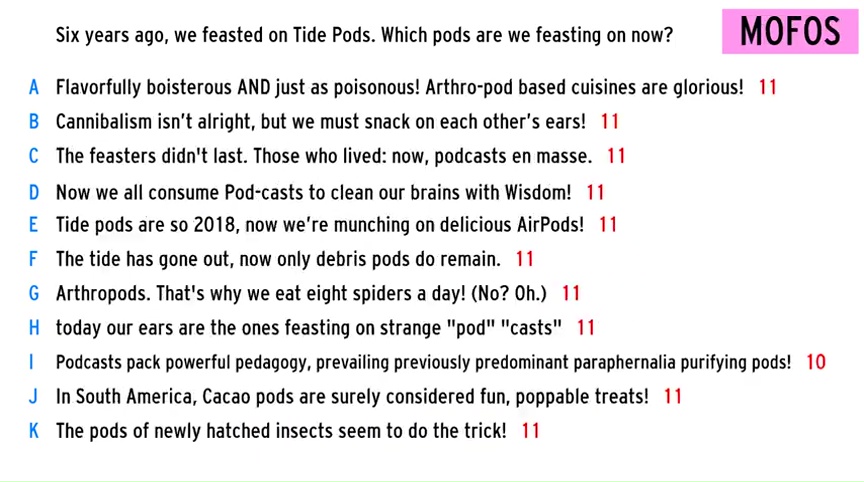 Six years ago, we feasted on Tide Pods. Which pods are we feasting on now?
MOFOS
A Flavorfully boisterous AND just as poisonous! Arthro-pod based cuisines are glorious! 11
B Cannibalism isn't alright, but we must snack on each other's ears! 11
C The feasters didn't last. Those who lived: now, podcasts en masse. 11
D Now we all consume Pod-casts to clean our brains with Wisdom! 11
E Tide pods are so 2018, now we're munching on delicious AirPods! 11
F The tide has gone out, now only debris pods do remain. 11
G Arthropods. That's why we eat eight spiders a day! (No? Oh.) 11
H today our ears are the ones feasting on strange "pod" "casts" 11
I Podcasts pack powerful pedagogy, prevailing previously predominant paraphernalia purifying pods! 10
J In South America, Cacao pods are surely considered fun, poppable treats! 11
K The pods of newly hatched insects seem to do the trick! 11